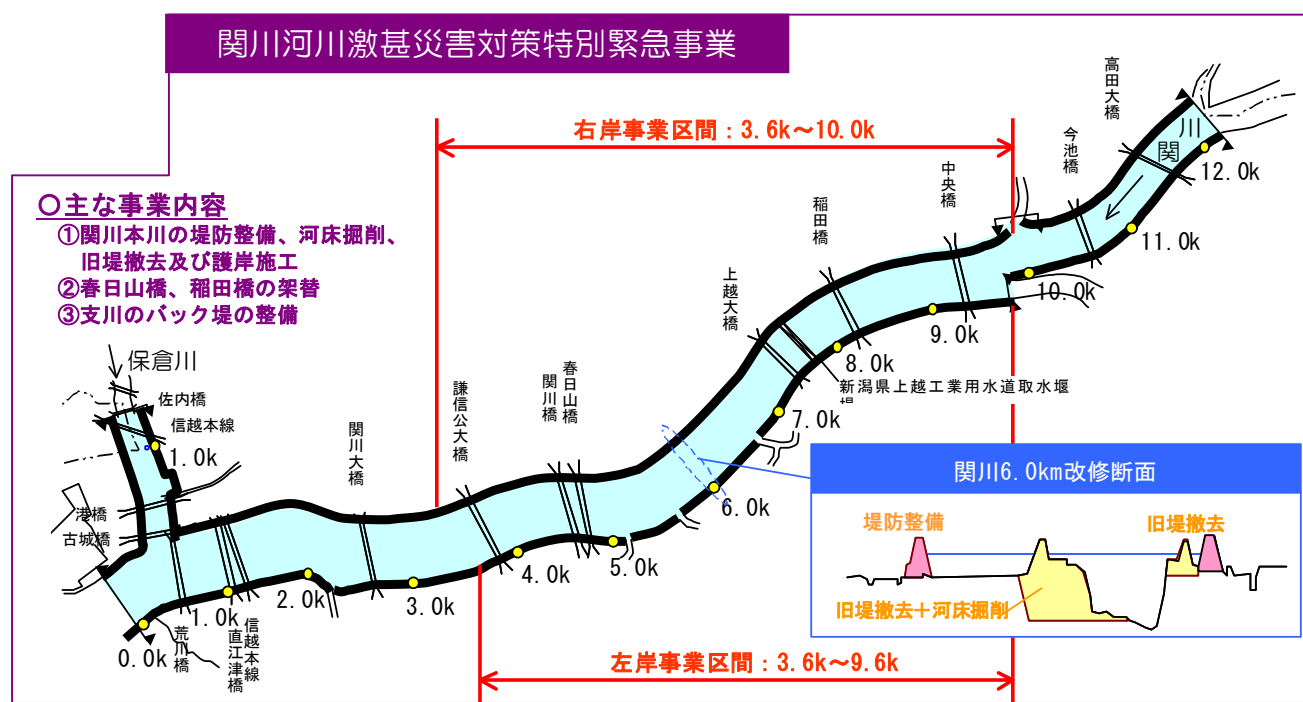 関川河川激甚災害対策特別緊急事業
右岸事業区間：3.6k～10.0k
○主な事業内容
①関川本川の堤防整備、河床掘削、
旧堤撤去及び護岸施工
②春日山橋、稲田橋の架替
③支川のバック堤の整備
高田大橋
今池橋
中央橋
稲田橋
上越大橋
春日山橋
関川橋
謙信公大橋
関川大橋
川
関
12.0k
11.0k
10.0k
9.0k
8.0k
新潟県上越工業用水道取水堰
7.0k
6.0k
5.0k
4.0k
3.0k
2.0k
1.0k
0.0k
保倉川
佐内橋
信越本線
1.0k
港橋
古城橋
荒川橋
直江津橋
信越本線
関川6.0km改修断面
堤防整備
旧堤撤去
旧堤撤去＋河床掘削
左岸事業区間：3.6k～9.6k